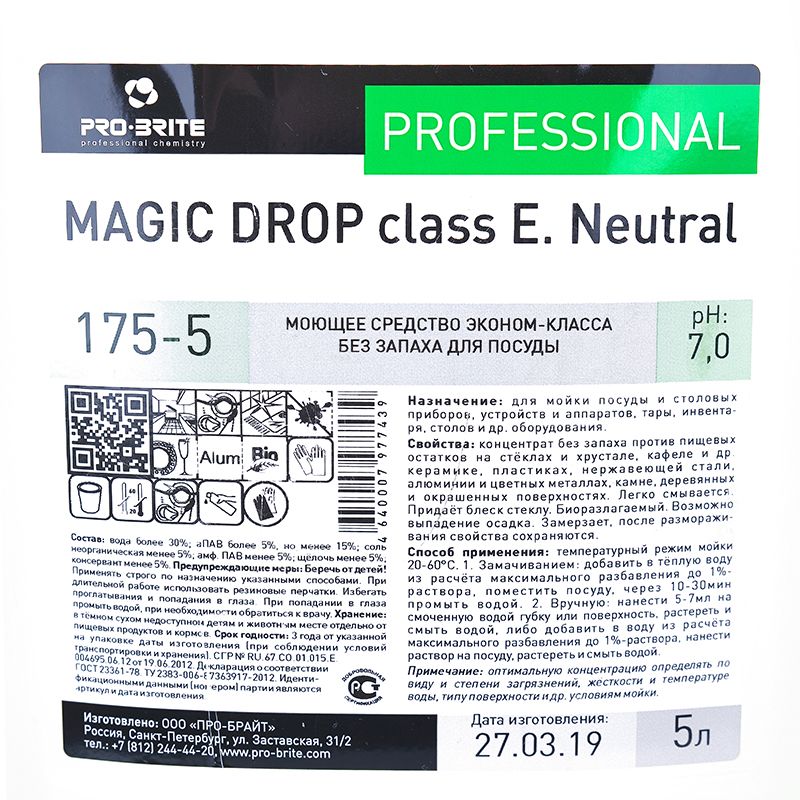 PRO-BRITE
professional chemistry
PROFESSIONAL
MAGIC DROP class E. Neutral
175-5
МОЮЩЕЕ СРЕДСТВО ЭКОНОМ-КЛАССА
БЕЗ ЗАПАХА ДЛЯ ПОСУДЫ
pH:
7,0
Alum
Bio
60
20
4 640007 977439
Состав: вода более 30%; аПАВ более 5%, но менее 15%; соль
неорганическая менее 5%; амф. ПАВ менее 5%; щёлочь менее 5%;
консервант менее 5%. Предупреждающие меры: Беречь от детей!
Применять строго по назначению указанными способами. При
длительной работе использовать резиновые перчатки. Избегать
проглатывания и попадания в глаза. При попадании в глаза
промыть водой, при необходимости обратиться к врачу. Хранение:
в тёмном сухом недоступном детям и животным месте отдельно от
пищевых продуктов и кормов. Срок годности: 3 года от указанной
на упаковке даты изготовления (при соблюдении условий
транспортировки и хранения). СГР № RU.67.CO.01.015.E.
004695.06.12 от 19.06.2012. Декларация о соответствии
ГОСТ 23361-78. ТУ 2383-006-87363917-2012. Иденти-
фикационными данными (номером) партии являются
артикул и дата изготовления.
ДОБРОВОЛЬНАЯ
СЕРТИФИКАЦИЯ
Назначение: для мойки посуды и столовых
приборов, устройств и аппаратов, тары, инвента-
ря, столов и др. оборудования.
Свойства: концентрат без запаха против пищевых
остатков на стёклах и хрустале, кафеле и др
керамике, пластиках, нержавеющей стали,
алюминии и цветных металлах, камне, деревянных
и окрашенных поверхностях. Легко смывается.
Придаёт блеск стеклу. Биоразлагаемый. Возможно
выпадение осадка. Замерзает, после разморажи-
вания свойства сохраняются.
Способ применения: температурный режим мойки
20-60°С. 1. Замачиванием: добавить в тёплую воду
из расчёта максимального разбавления до 1%-
раствора, поместить посуду, через 10-30мин
промыть водой. 2. Вручную: нанести 5-7мл на
смоченную водой губку или поверхность, растереть и
смыть водой, либо добавить в воду из расчёта
максимального разбавления до 1%-раствора, нанести
раствор на посуду, растереть и смыть водой.
Примечание: оптимальную концентрацию определять по
виду и степени загрязнений, жесткости и температуре
воды, типу поверхности и др. условиям мойки.
Изготовлено: ООО «ПРО-БРАЙТ»
Россия, Санкт-Петербург, ул. Заставская, 31/2
тел.: +7 (812) 244-44-20, www.pro-brite.com
Дата изготовления:
27.03.19
5л